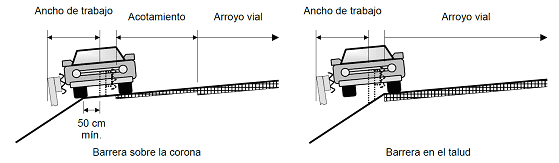 Ancho de trabajo
Acotamiento
Arroyo vial
50 cm
mín.
Barrera sobre la corona
Ancho de trabajo
Arroyo vial
Barrera en el talud